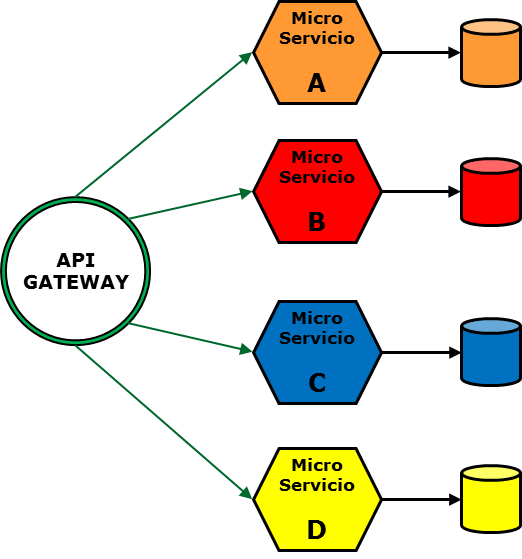 Micro
Servicio
A
Micro
Servicio
B
API
GATEWAY
Micro
Servicio
C
Micro
Servicio
D